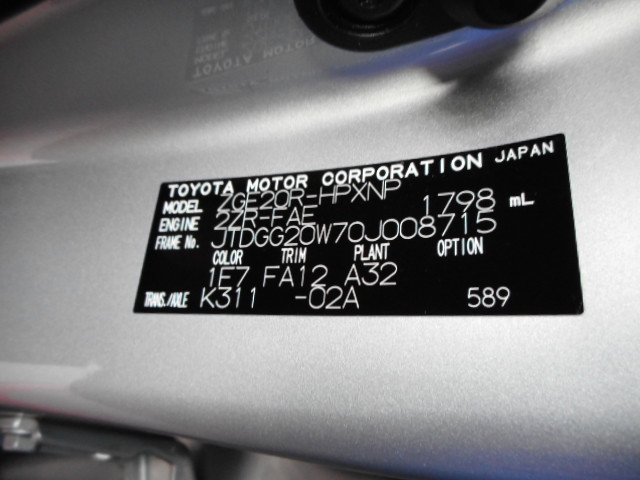 TOYOTA MOTOR CORPORATION JAPAN
MODEL ZGE20R-HPXNP
ENGINE 2ZR-FAE 1798 mL
FRAME No. JTDGG20W70J008715
COLOR TRIM PLANT OPTION
1E7 FA12 A32
TRANS./AXLE K311 -02A 589